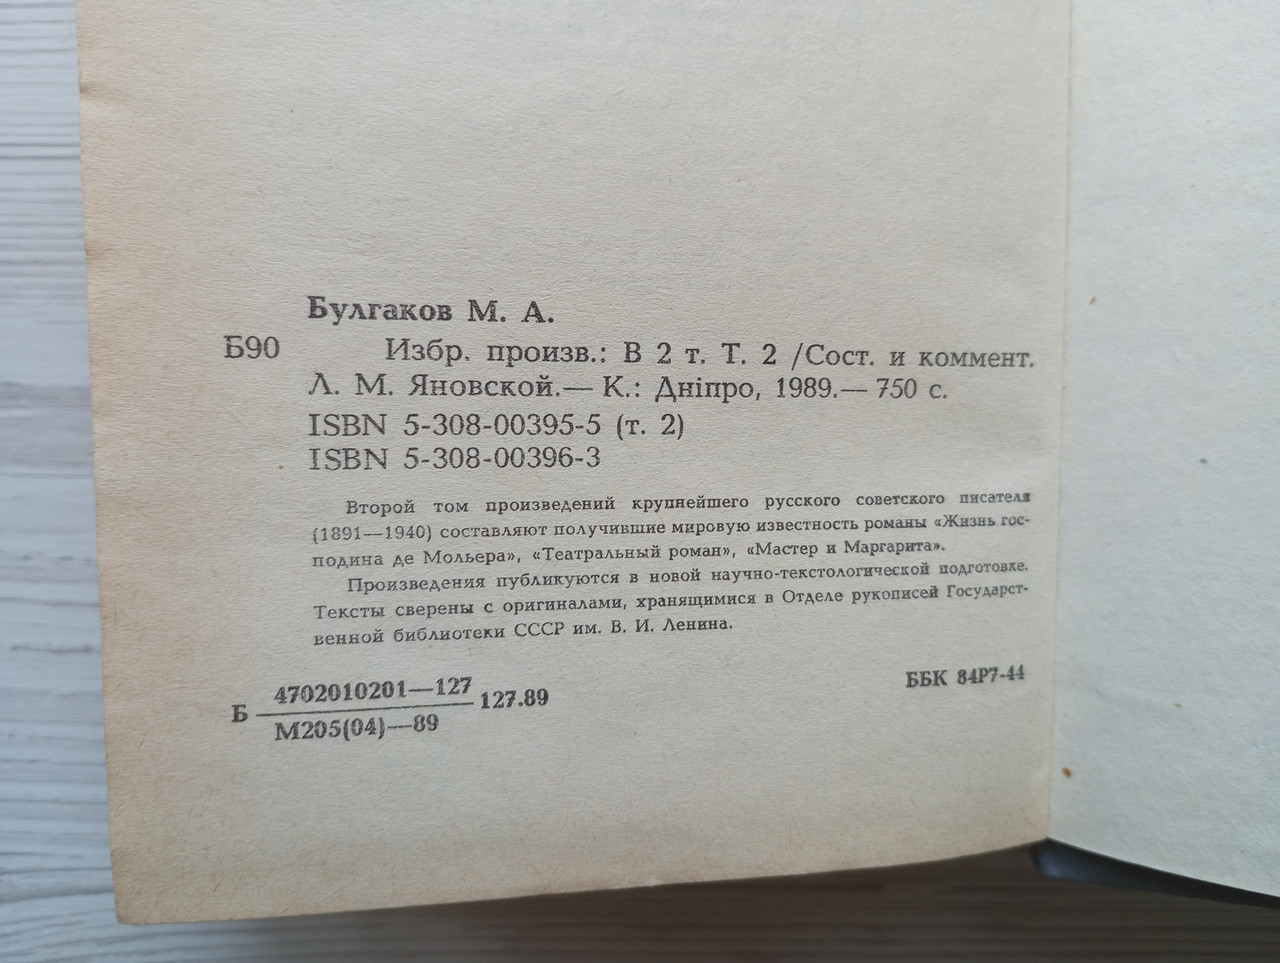 Булгаков М. А.
Б90 Избр. произв.: В 2 т. Т. 2 /Сост. и коммент.
Л. М. Яновской.— К.: Дніпро, 1989.— 750 с.
ISBN 5-308-00395-5 (т. 2)
ISBN 5-308-00396-3
Второй том произведений крупнейшего русского советского писателя
(1891—1940) составляют получившие мировую известность романы «Жизнь гос-
подина де Мольера», «Театральный роман», «Мастер и Маргарита».
Произведения публикуются в новой научно-текстологической подготовке.
Тексты сверены с оригиналами, хранящимися в Отделе рукописей Государст-
венной библиотеки СССР им. В. И. Ленина.
4702010201—127
Б 127.89
М205(04)—89
ББК 84Р7-44